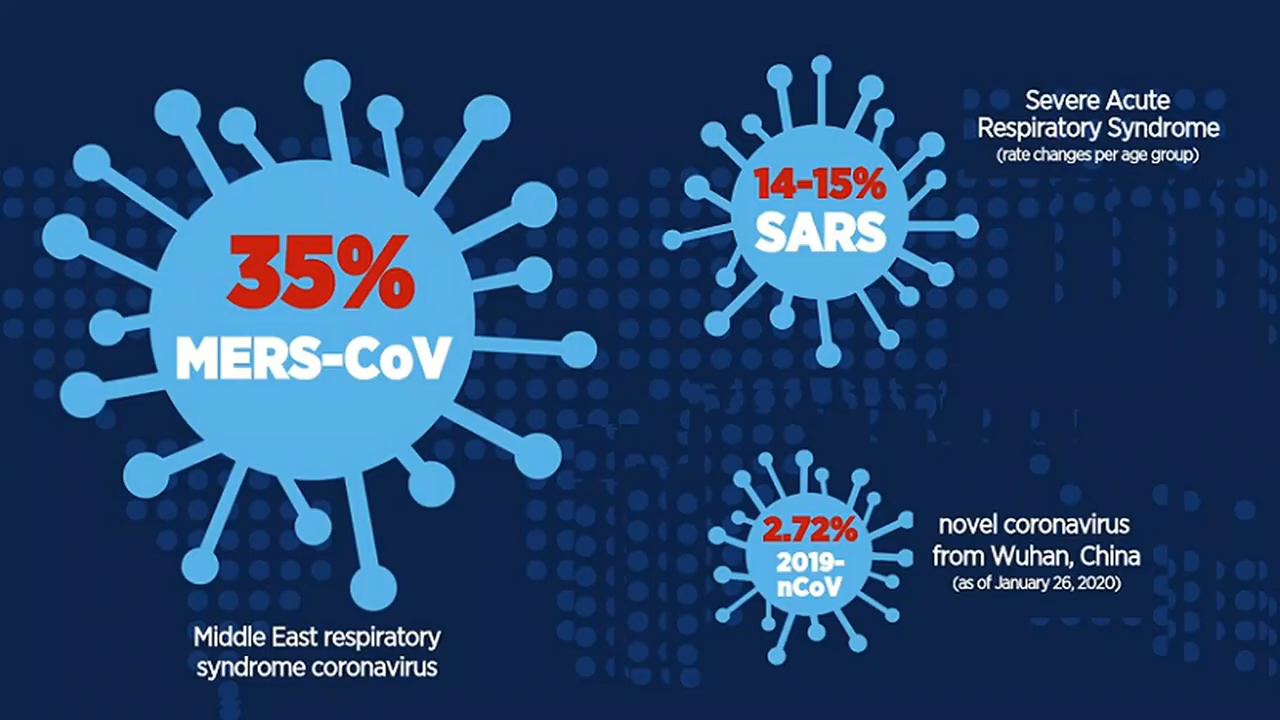 35%
MERS-CoV
Middle East respiratory
syndrome coronavirus
14-15%
SARS
Severe Acute
Respiratory Syndrome
(rate changes per age group)
2.72%
2019-
nCoV
novel coronavirus
from Wuhan, China
(as of January 26, 2020)